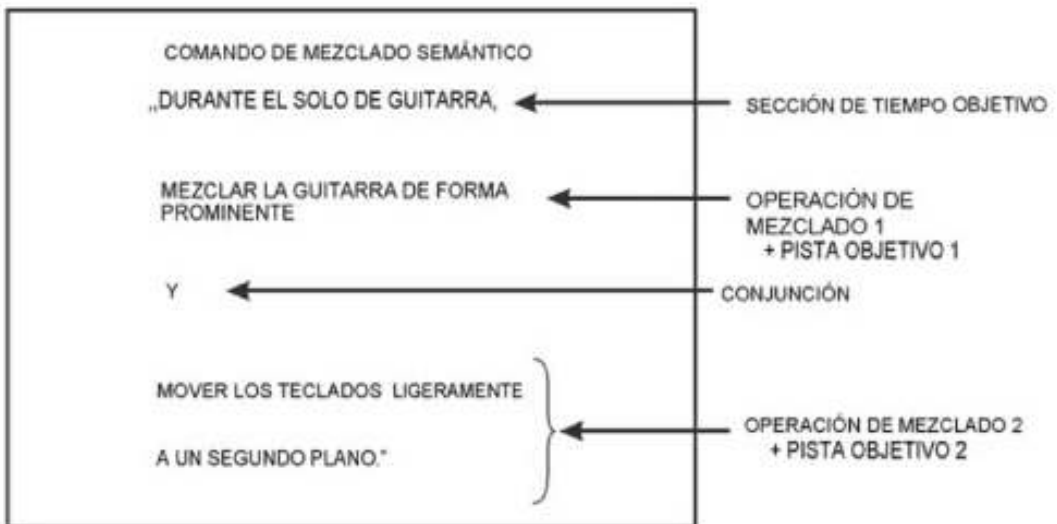 COMANDO DE MEZCLADO SEMÂNTICO
„DURANTE EL SOLO DE GUITARRA,
SECCIÓN DE TIEMPO OBJETIVO
MEZCLAR LA GUITARRA DE FORMA
PROMINENTE
OPERACIÓN DE
MEZCLADO 1
+ PISTA OBJETIVO 1
Y
CONJUNCIÓN
MOVER LOS TECLADOS LIGERAMENTE
A UN SEGUNDO PLANO."
OPERACIÓN DE MEZCLADO 2
+ PISTA OBJETIVO 2